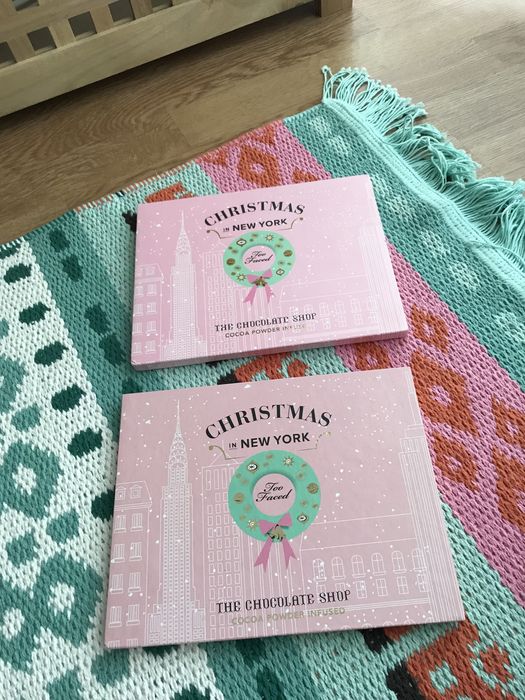 CHRISTMAS
IN NEW YORK
Too
Faced
THE CHOCOLATE SHOP
COCOA POWDER INFUSED
CHRISTMAS
IN NEW YORK
Too
Faced
THE CHOCOLATE SHOP
COCOA POWDER INFUSED